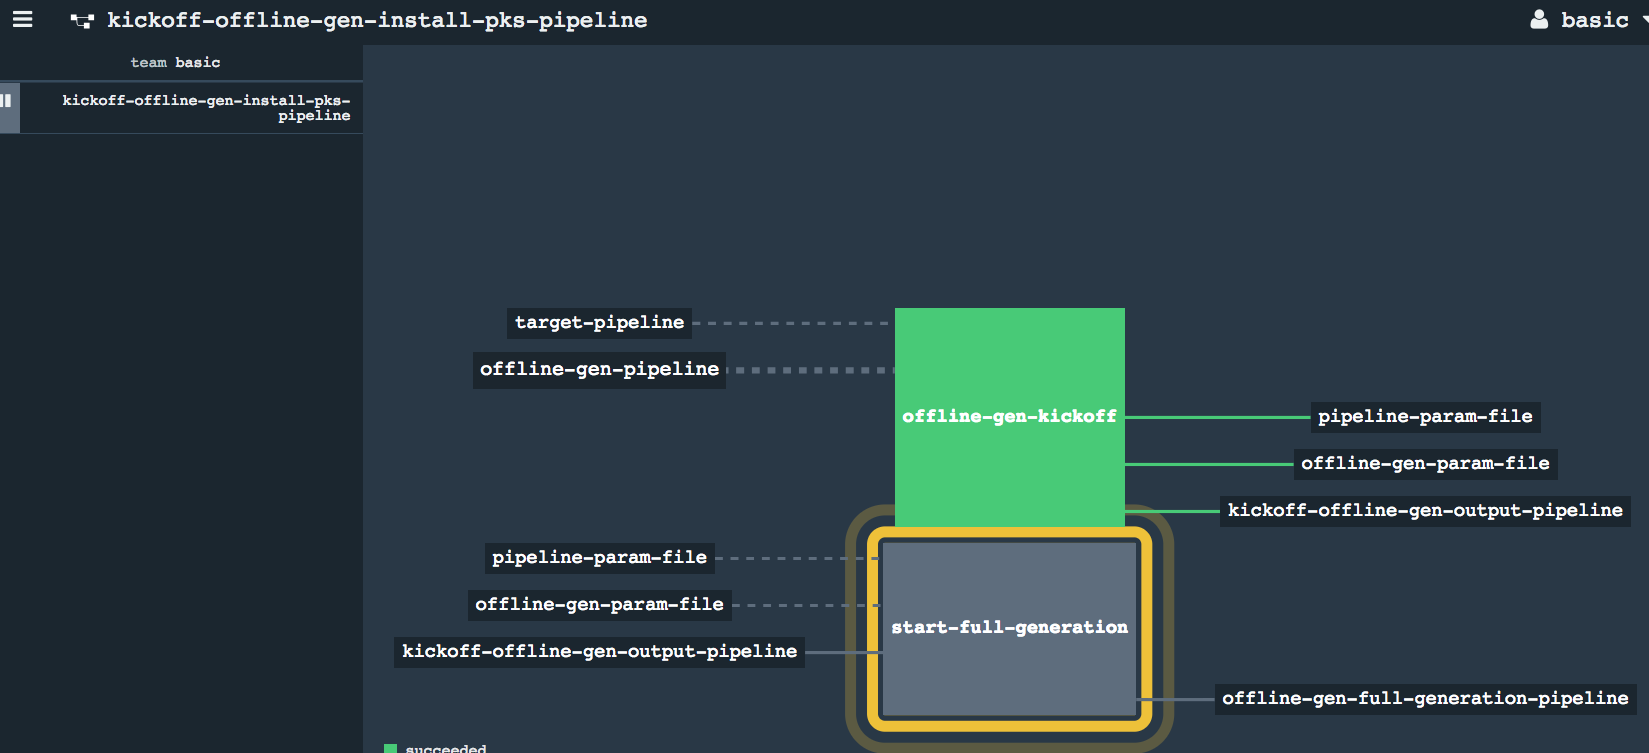 kickoff-offline-gen-install-pks-pipeline
basic
team basic
kickoff-offline-gen-install-pks-
pipeline
target-pipeline
offline-gen-pipeline
offline-gen-kickoff
pipeline-param-file
offline-gen-param-file
kickoff-offline-gen-output-pipeline
pipeline-param-file
offline-gen-param-file
start-full-generation
kickoff-offline-gen-output-pipeline
offline-gen-full-generation-pipeline
succeeded